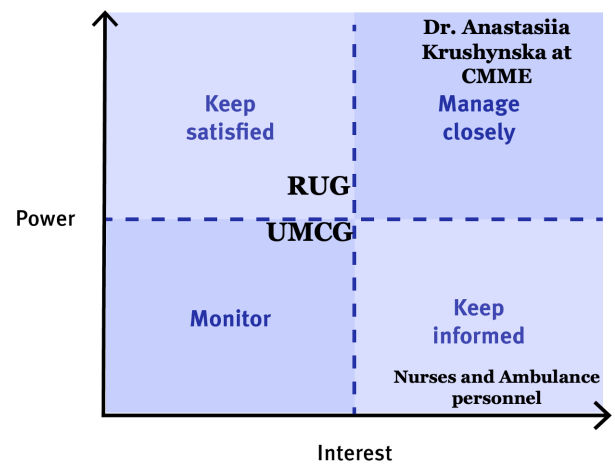 Dr. Anastasiia
Krushynska at
CMME
Keep
satisfied
Manage
closely
RUG
Power
UMCG
Monitor
Keep
informed
Nurses and Ambulance
personnel
Interest